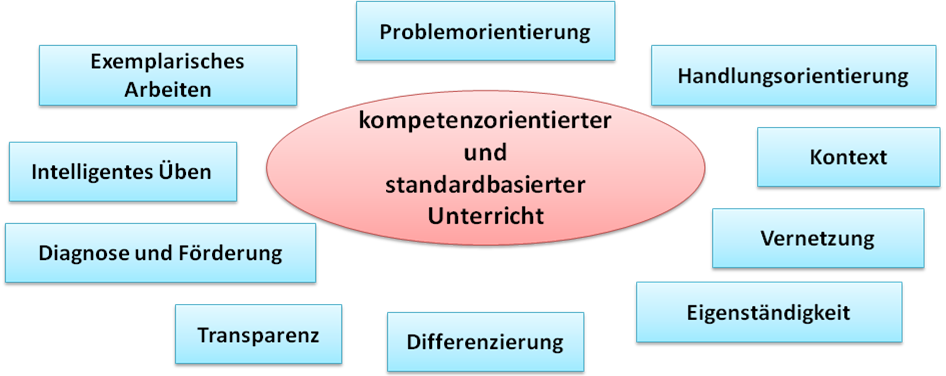 Problemorientierung
Exemplarisches
Arbeiten
Handlungsorientierung
kompetenzorientierter
und
standardbasierter
Unterricht
Intelligentes Üben
Kontext
Diagnose und Förderung
Vernetzung
Eigenständigkeit
Transparenz
Differenzierung